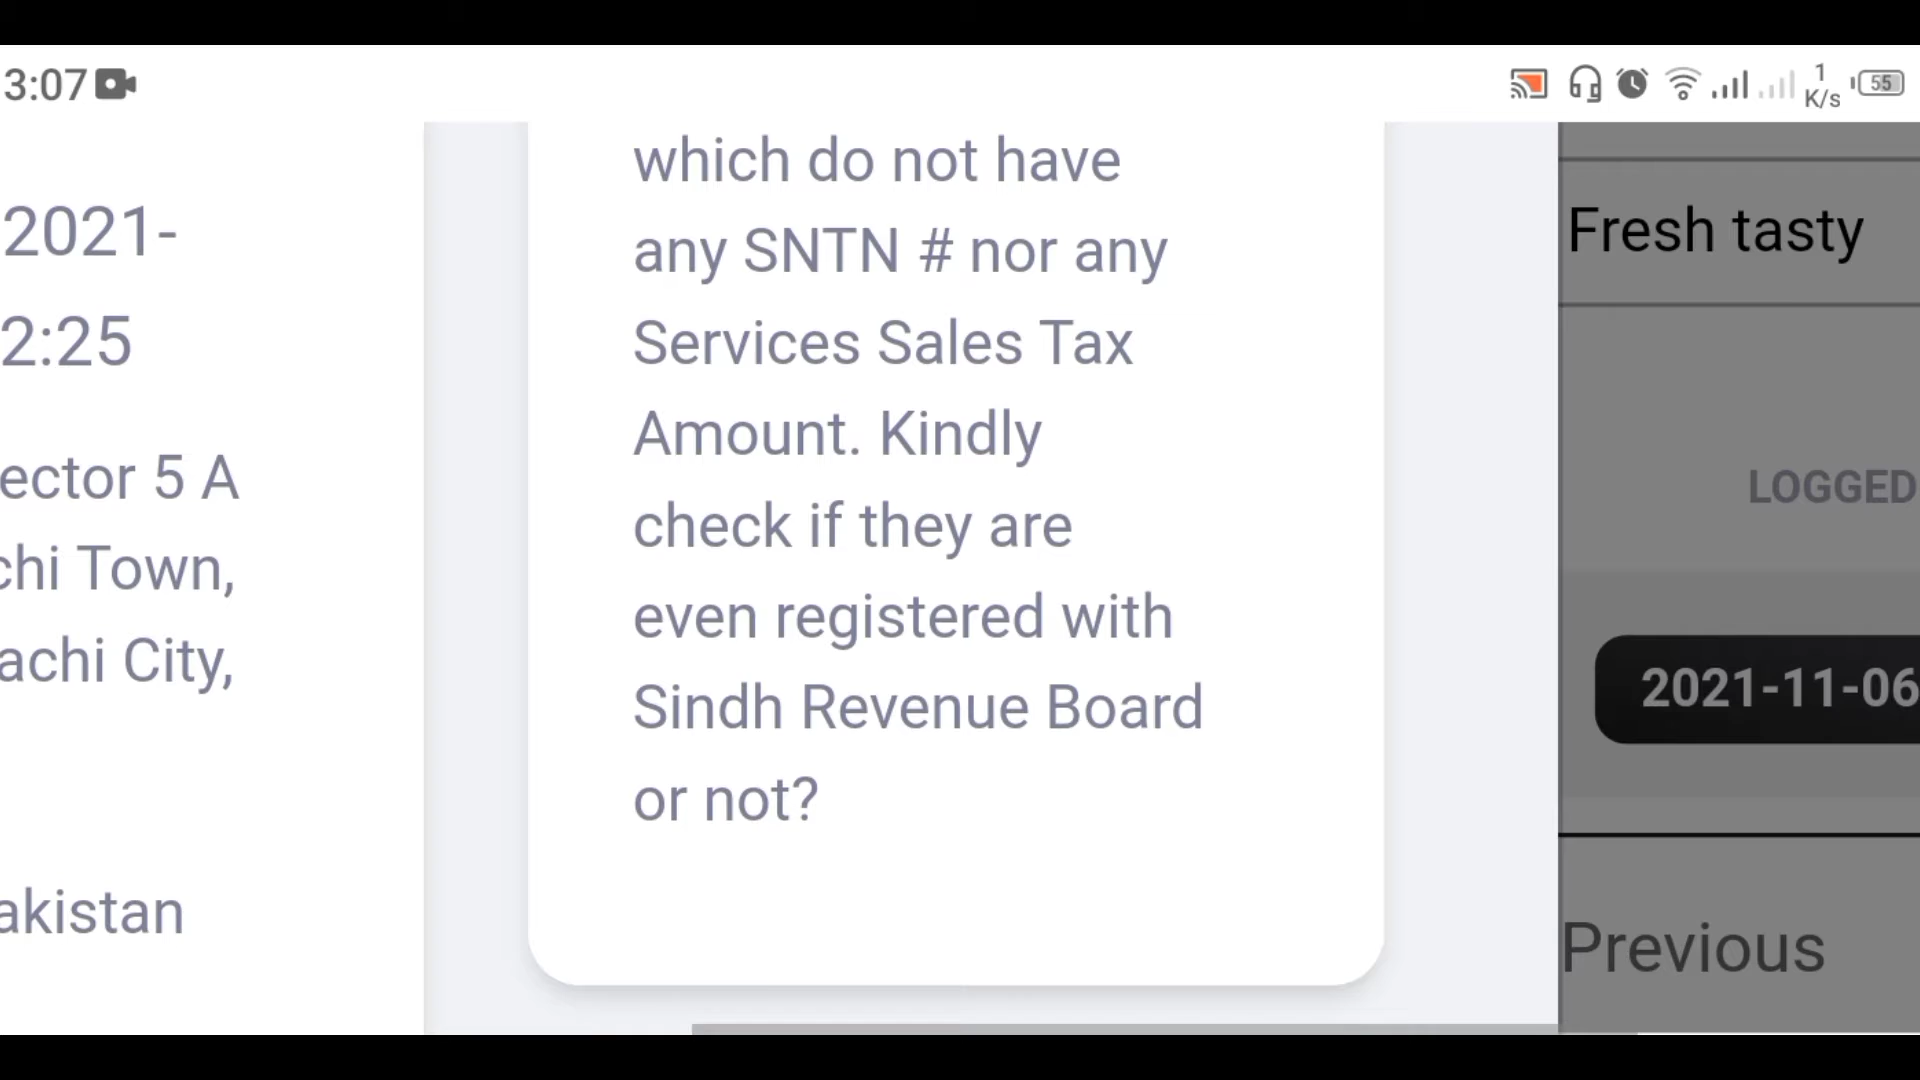 3:07
1
K/s
55
2021-
2:25
ector 5 A
chi Town,
achi City,
akistan
which do not have
any SNTN # nor any
Services Sales Tax
Amount. Kindly
check if they are
even registered with
Sindh Revenue Board
or not?
Fresh tasty
LOGGED
2021-11-06
Previous